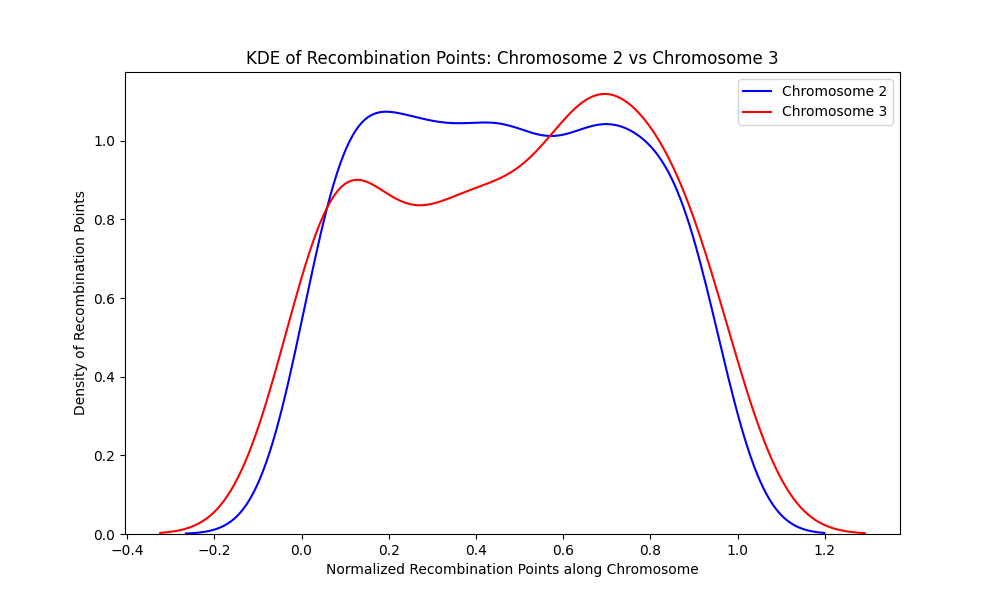 KDE of Recombination Points: Chromosome 2 vs Chromosome 3
Chromosome 2
Chromosome 3
Density of Recombination Points
1.0
0.8
0.6
0.4
0.2
0.0
−0.4 −0.2 0.0 0.2 0.4 0.6 0.8 1.0 1.2
Normalized Recombination Points along Chromosome